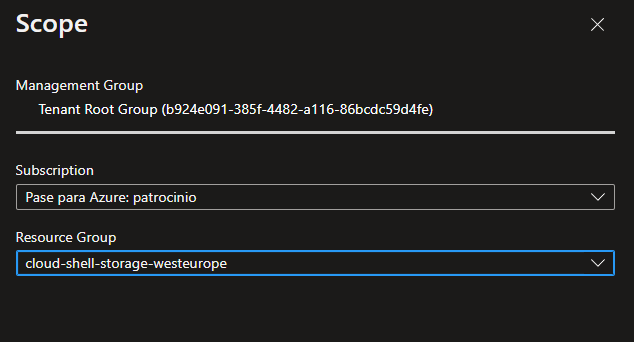 Scope
Management Group
Tenant Root Group (b924e091-385f-4482-a116-86bcdc59d4fe)
Subscription
Pase para Azure: patrocinio
Resource Group
cloud-shell-storage-westeurope